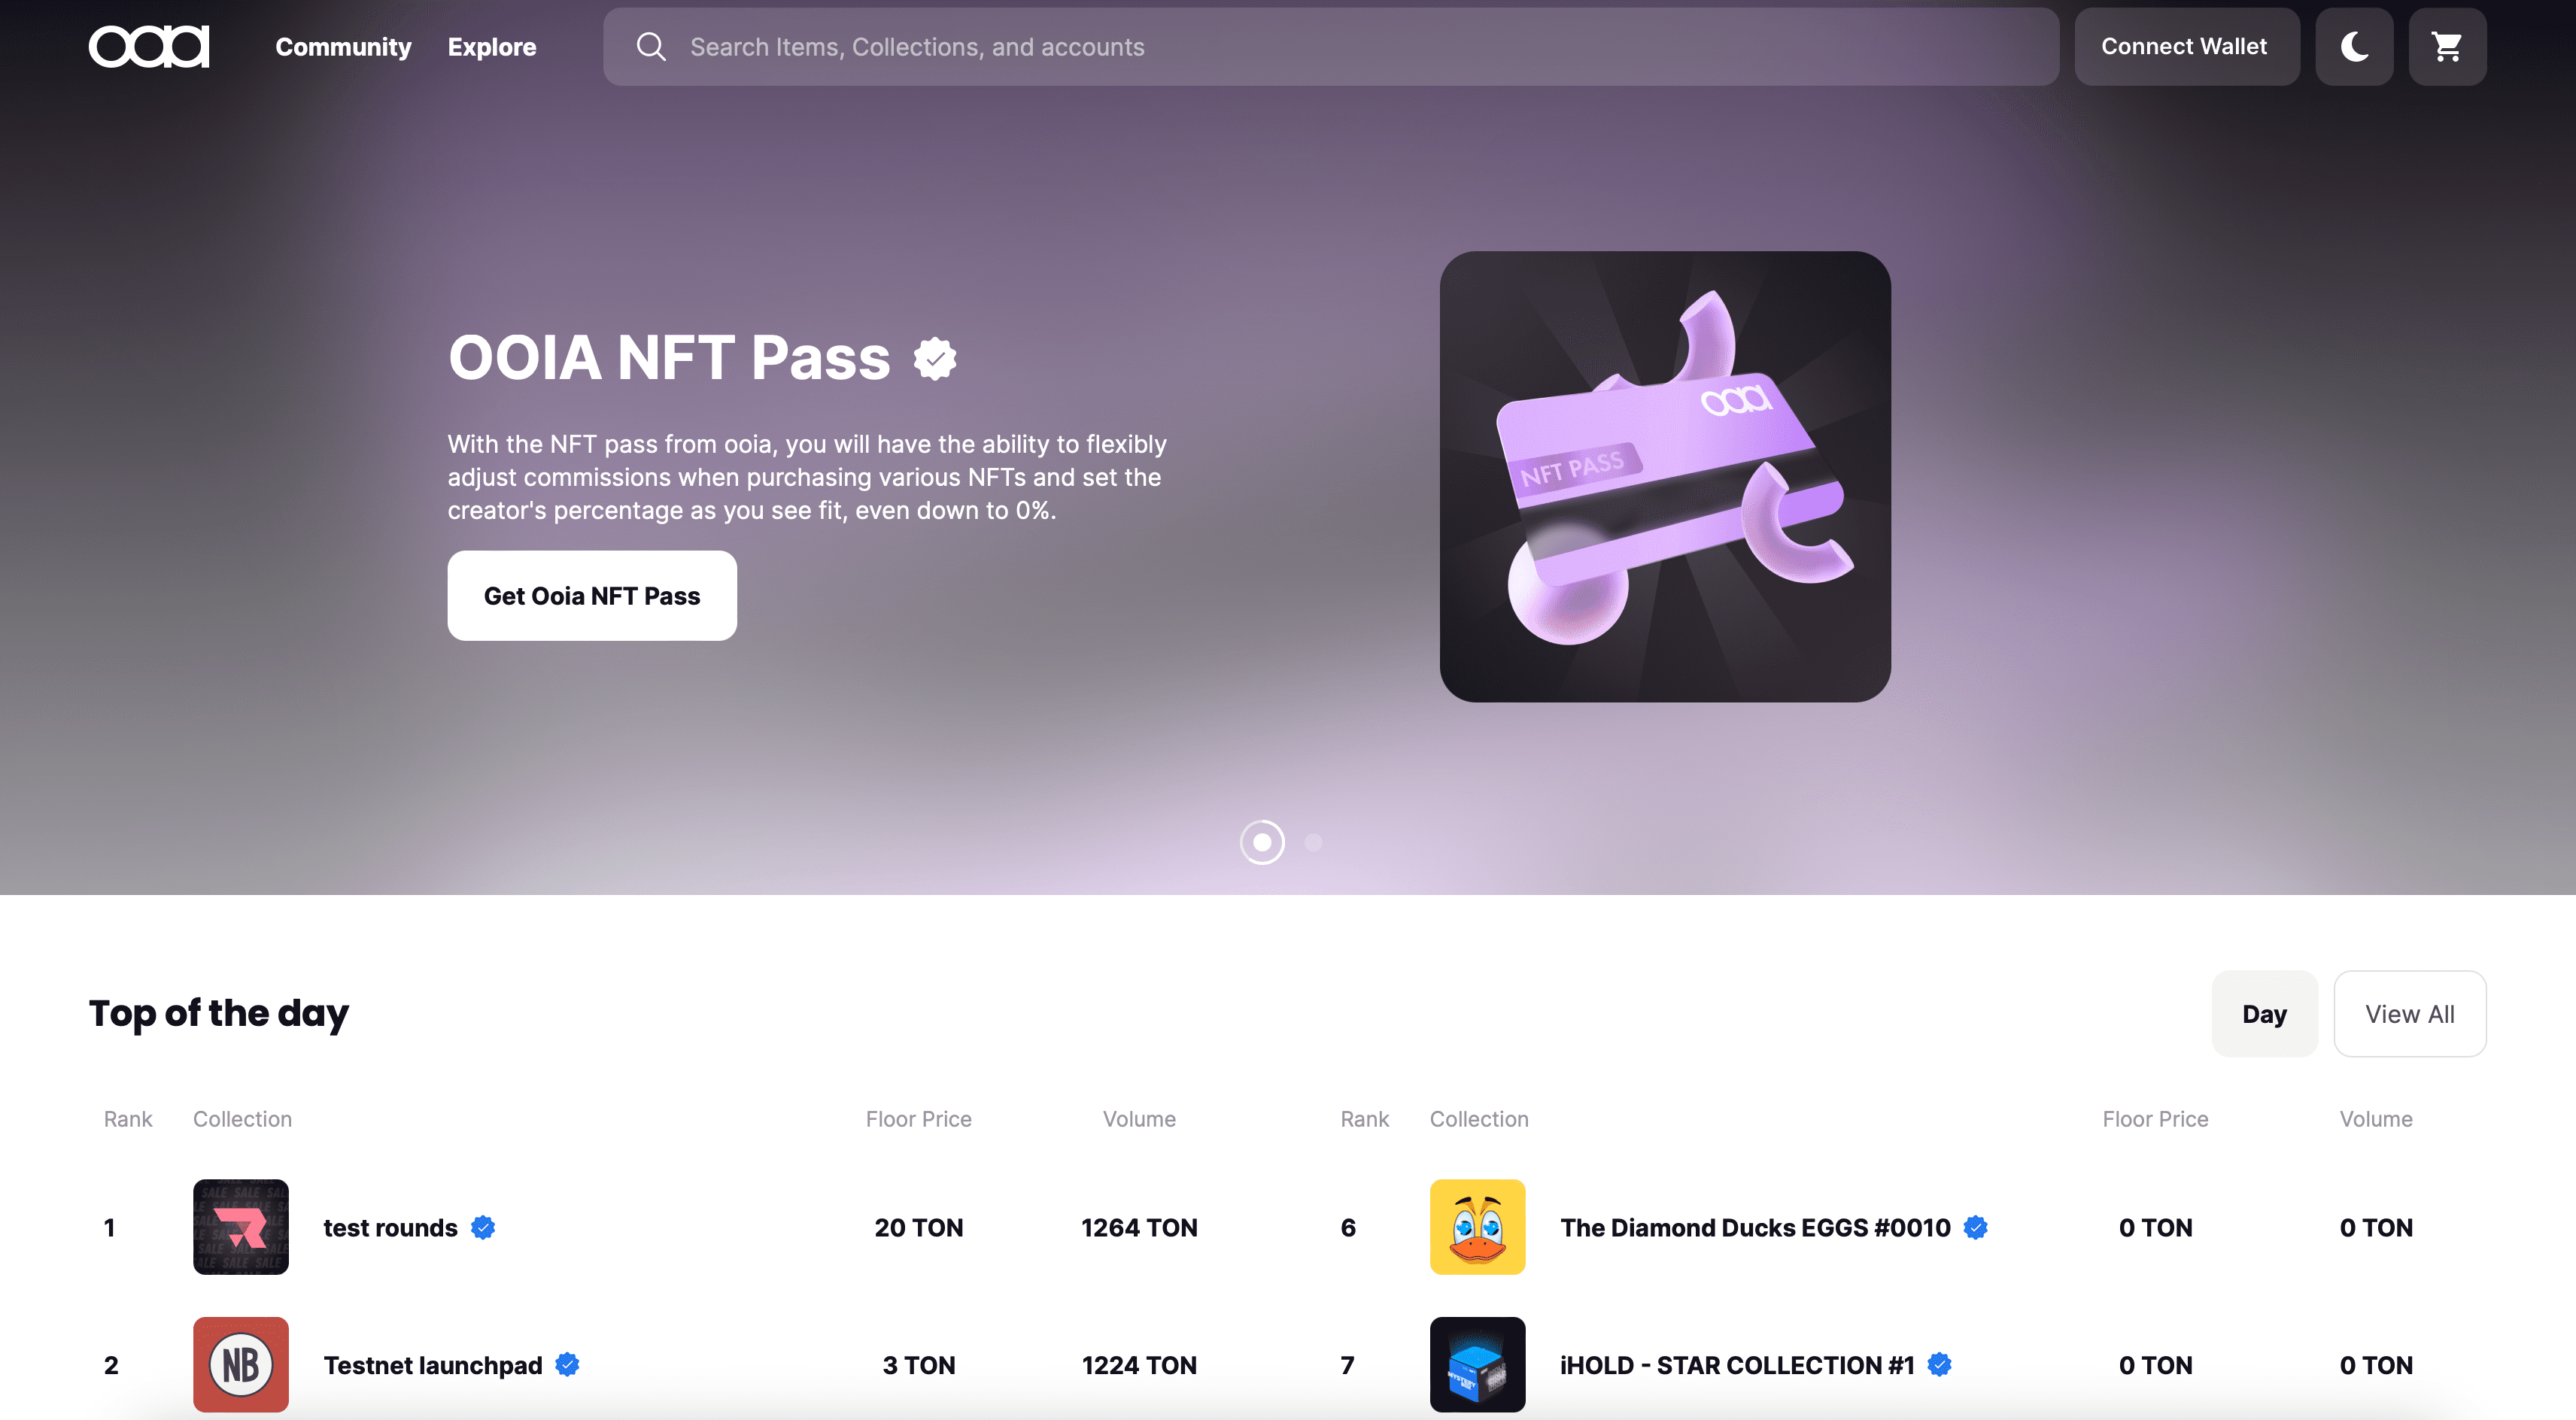 ooia
Community
Explore
Search Items, Collections, and accounts
Connect Wallet
OOIA NFT Pass
With the NFT pass from ooia, you will have the ability to flexibly
adjust commissions when purchasing various NFTs and set the
creator's percentage as you see fit, even down to 0%.
Get Ooia NFT Pass
ooia
NFT PASS
Top of the day
Day
View All
Rank Collection Floor Price Volume
Rank Collection Floor Price Volume
1 test rounds 20 TON 1264 TON
6 The Diamond Ducks EGGS #0010 0 TON 0 TON
2 NB Testnet launchpad 3 TON 1224 TON
7 iHOLD - STAR COLLECTION #1 0 TON 0 TON